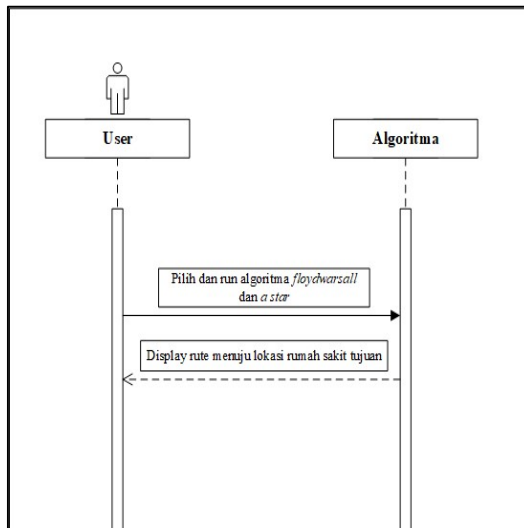 User
Algoritma
Pilih dan run algoritma floydwarsall
dan a star
Display rute menuju lokasi rumah sakit tujuan